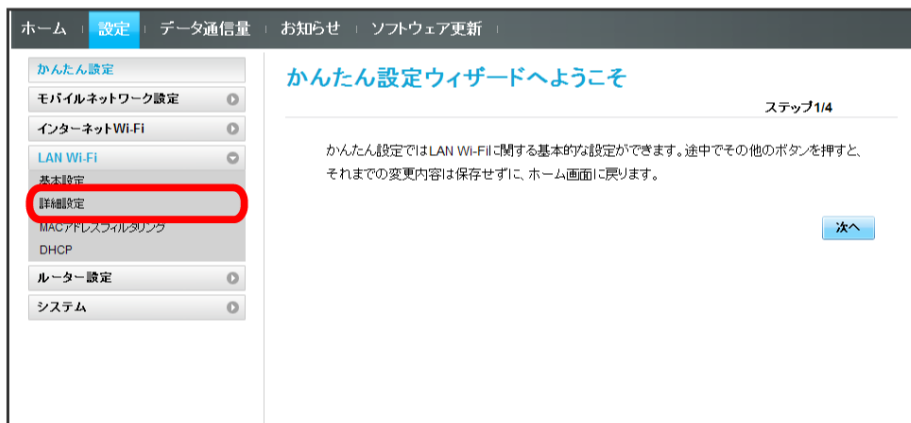 ホーム 設定 データ通信量 お知らせ ソフトウェア更新
かんたん設定
モバイルネットワーク設定
インターネットWi-Fi
LAN Wi-Fi
基本設定
詳細設定
MACアドレスフィルタリング
DHCP
ルーター設定
システム
かんたん設定ウィザードへようこそ
ステップ1/4
かんたん設定ではLAN Wi-Fiに関する基本的な設定ができます。途中でその他のボタンを押すと、
それまでの変更内容は保存せずに、ホーム画面に戻ります。
次へ